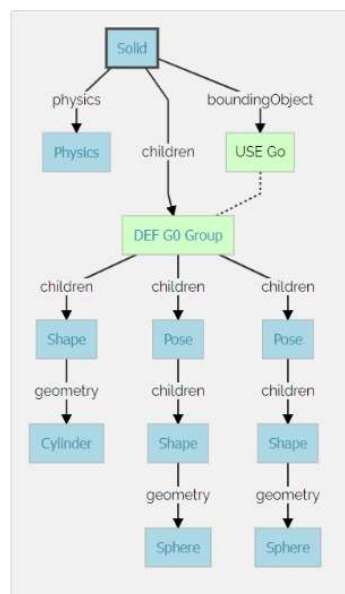 Solid
physics
boundingObject
Physics
children
USE Go
DEF G0 Group
children
children
children
Shape
Pose
Pose
geometry
children
children
Cylinder
Shape
Shape
geometry
geometry
Sphere
Sphere